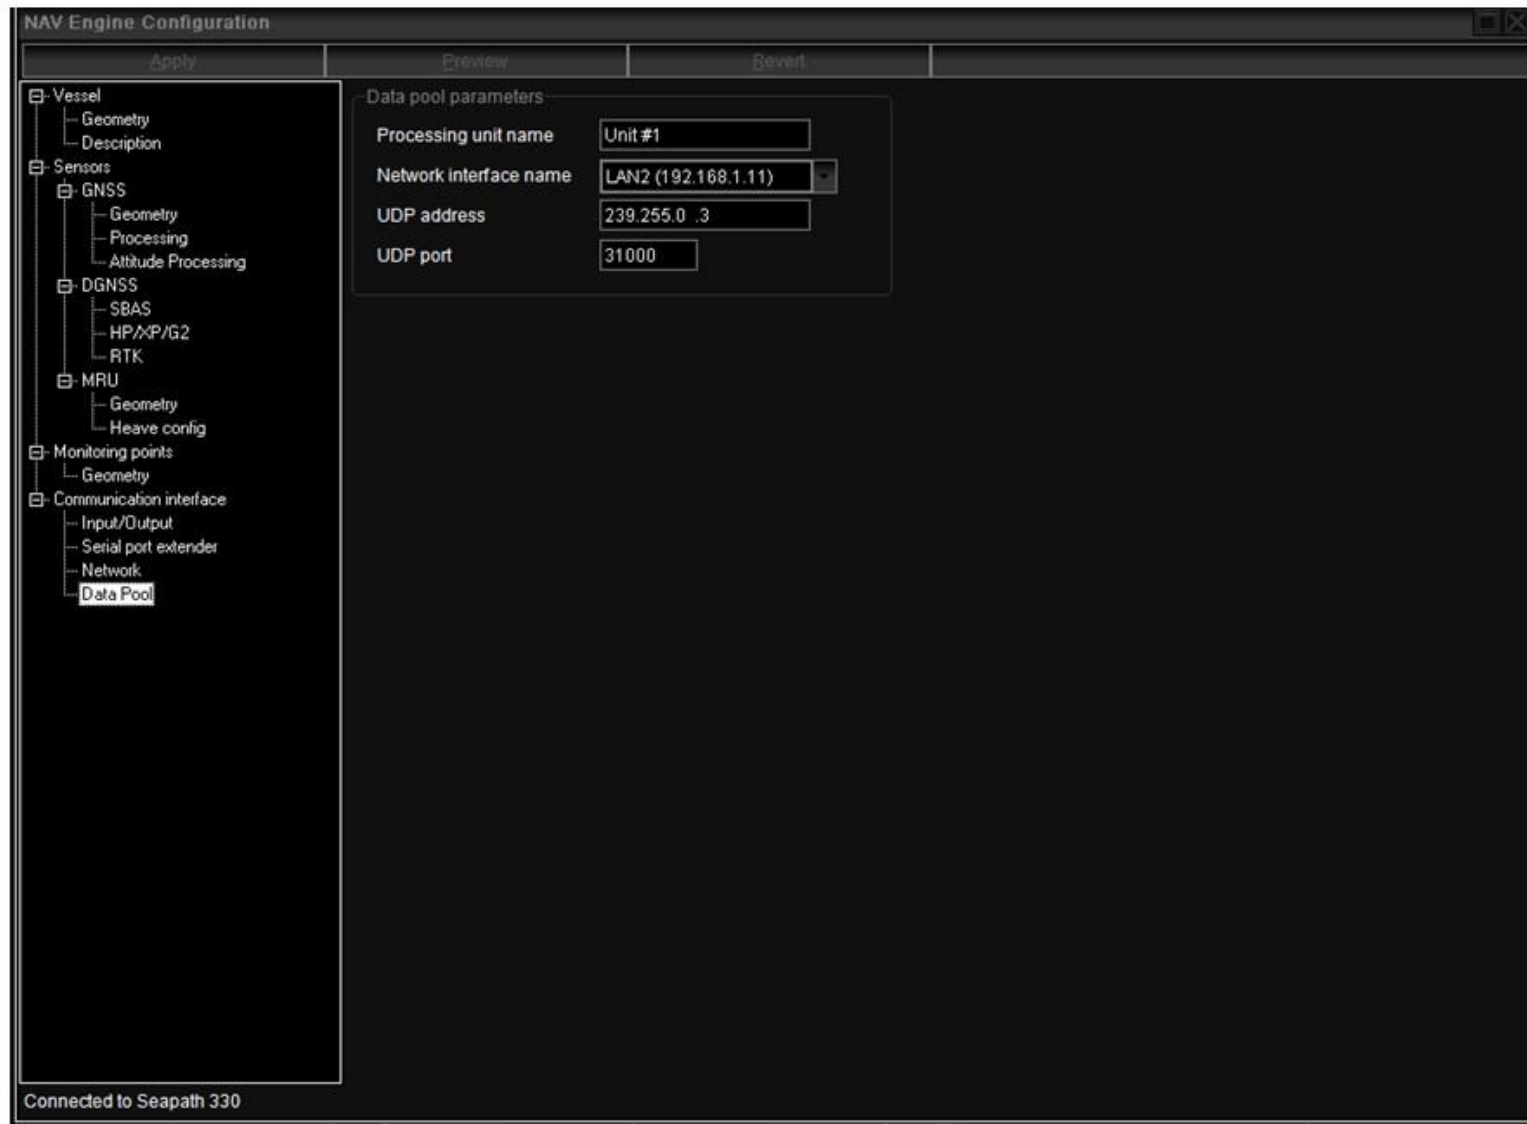 NAV Engine Configuration
Apply Preview Revert
Vessel
Geometry
Description
Sensors
GNSS
Geometry
Processing
Attitude Processing
DGNSS
SBAS
HP/XP/G2
RTK
MRU
Geometry
Heave config
Monitoring points
Geometry
Communication interface
Input/Output
Serial port extender
Network
Data Pool
Data pool parameters
Processing unit name Unit #1
Network interface name LAN2 (192.168.1.11)
UDP address 239.255.0 .3
UDP port 31000
Connected to Seapath 330